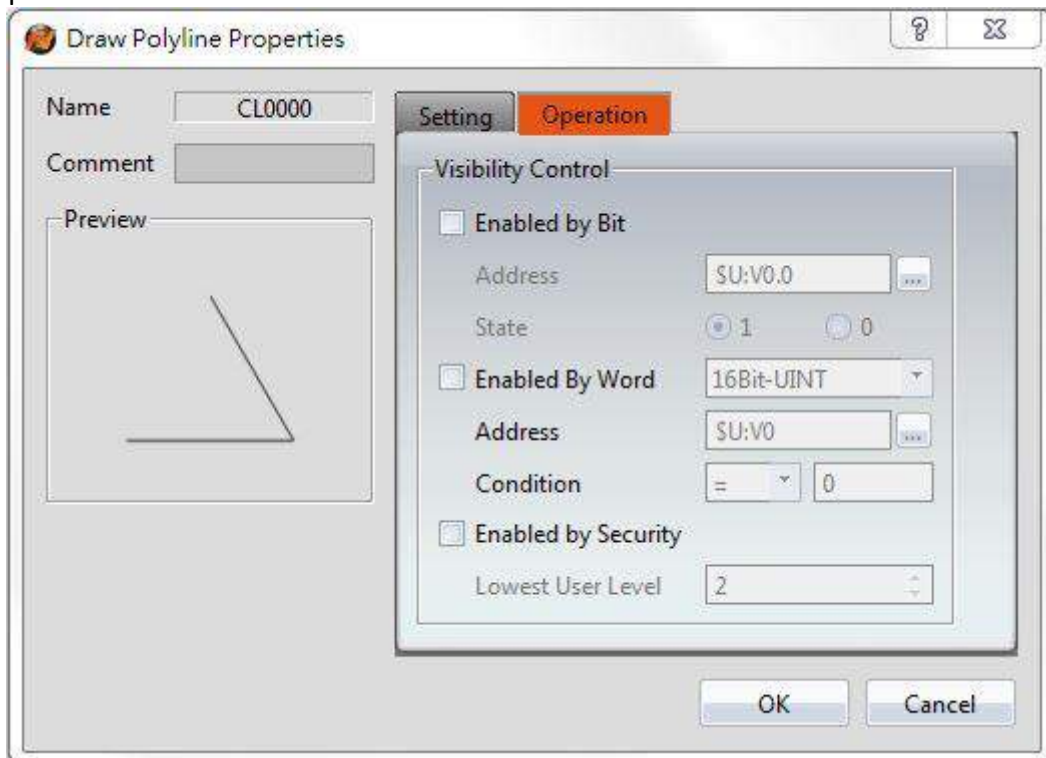 Draw Polyline Properties
Name CL0000
Setting Operation
Comment
Visibility Control
Preview
Enabled by Bit
Address $U:V0.0 ...
State 1 0
Enabled By Word 16Bit-UINT
Address $U:V0 ...
Condition = 0
Enabled by Security
Lowest User Level 2
OK Cancel